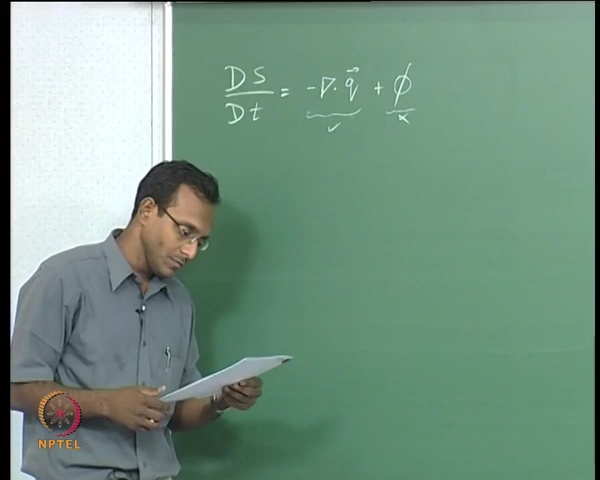 DS/Dt = -∇·q⃗ + ϕ
✓ x
NPTEL